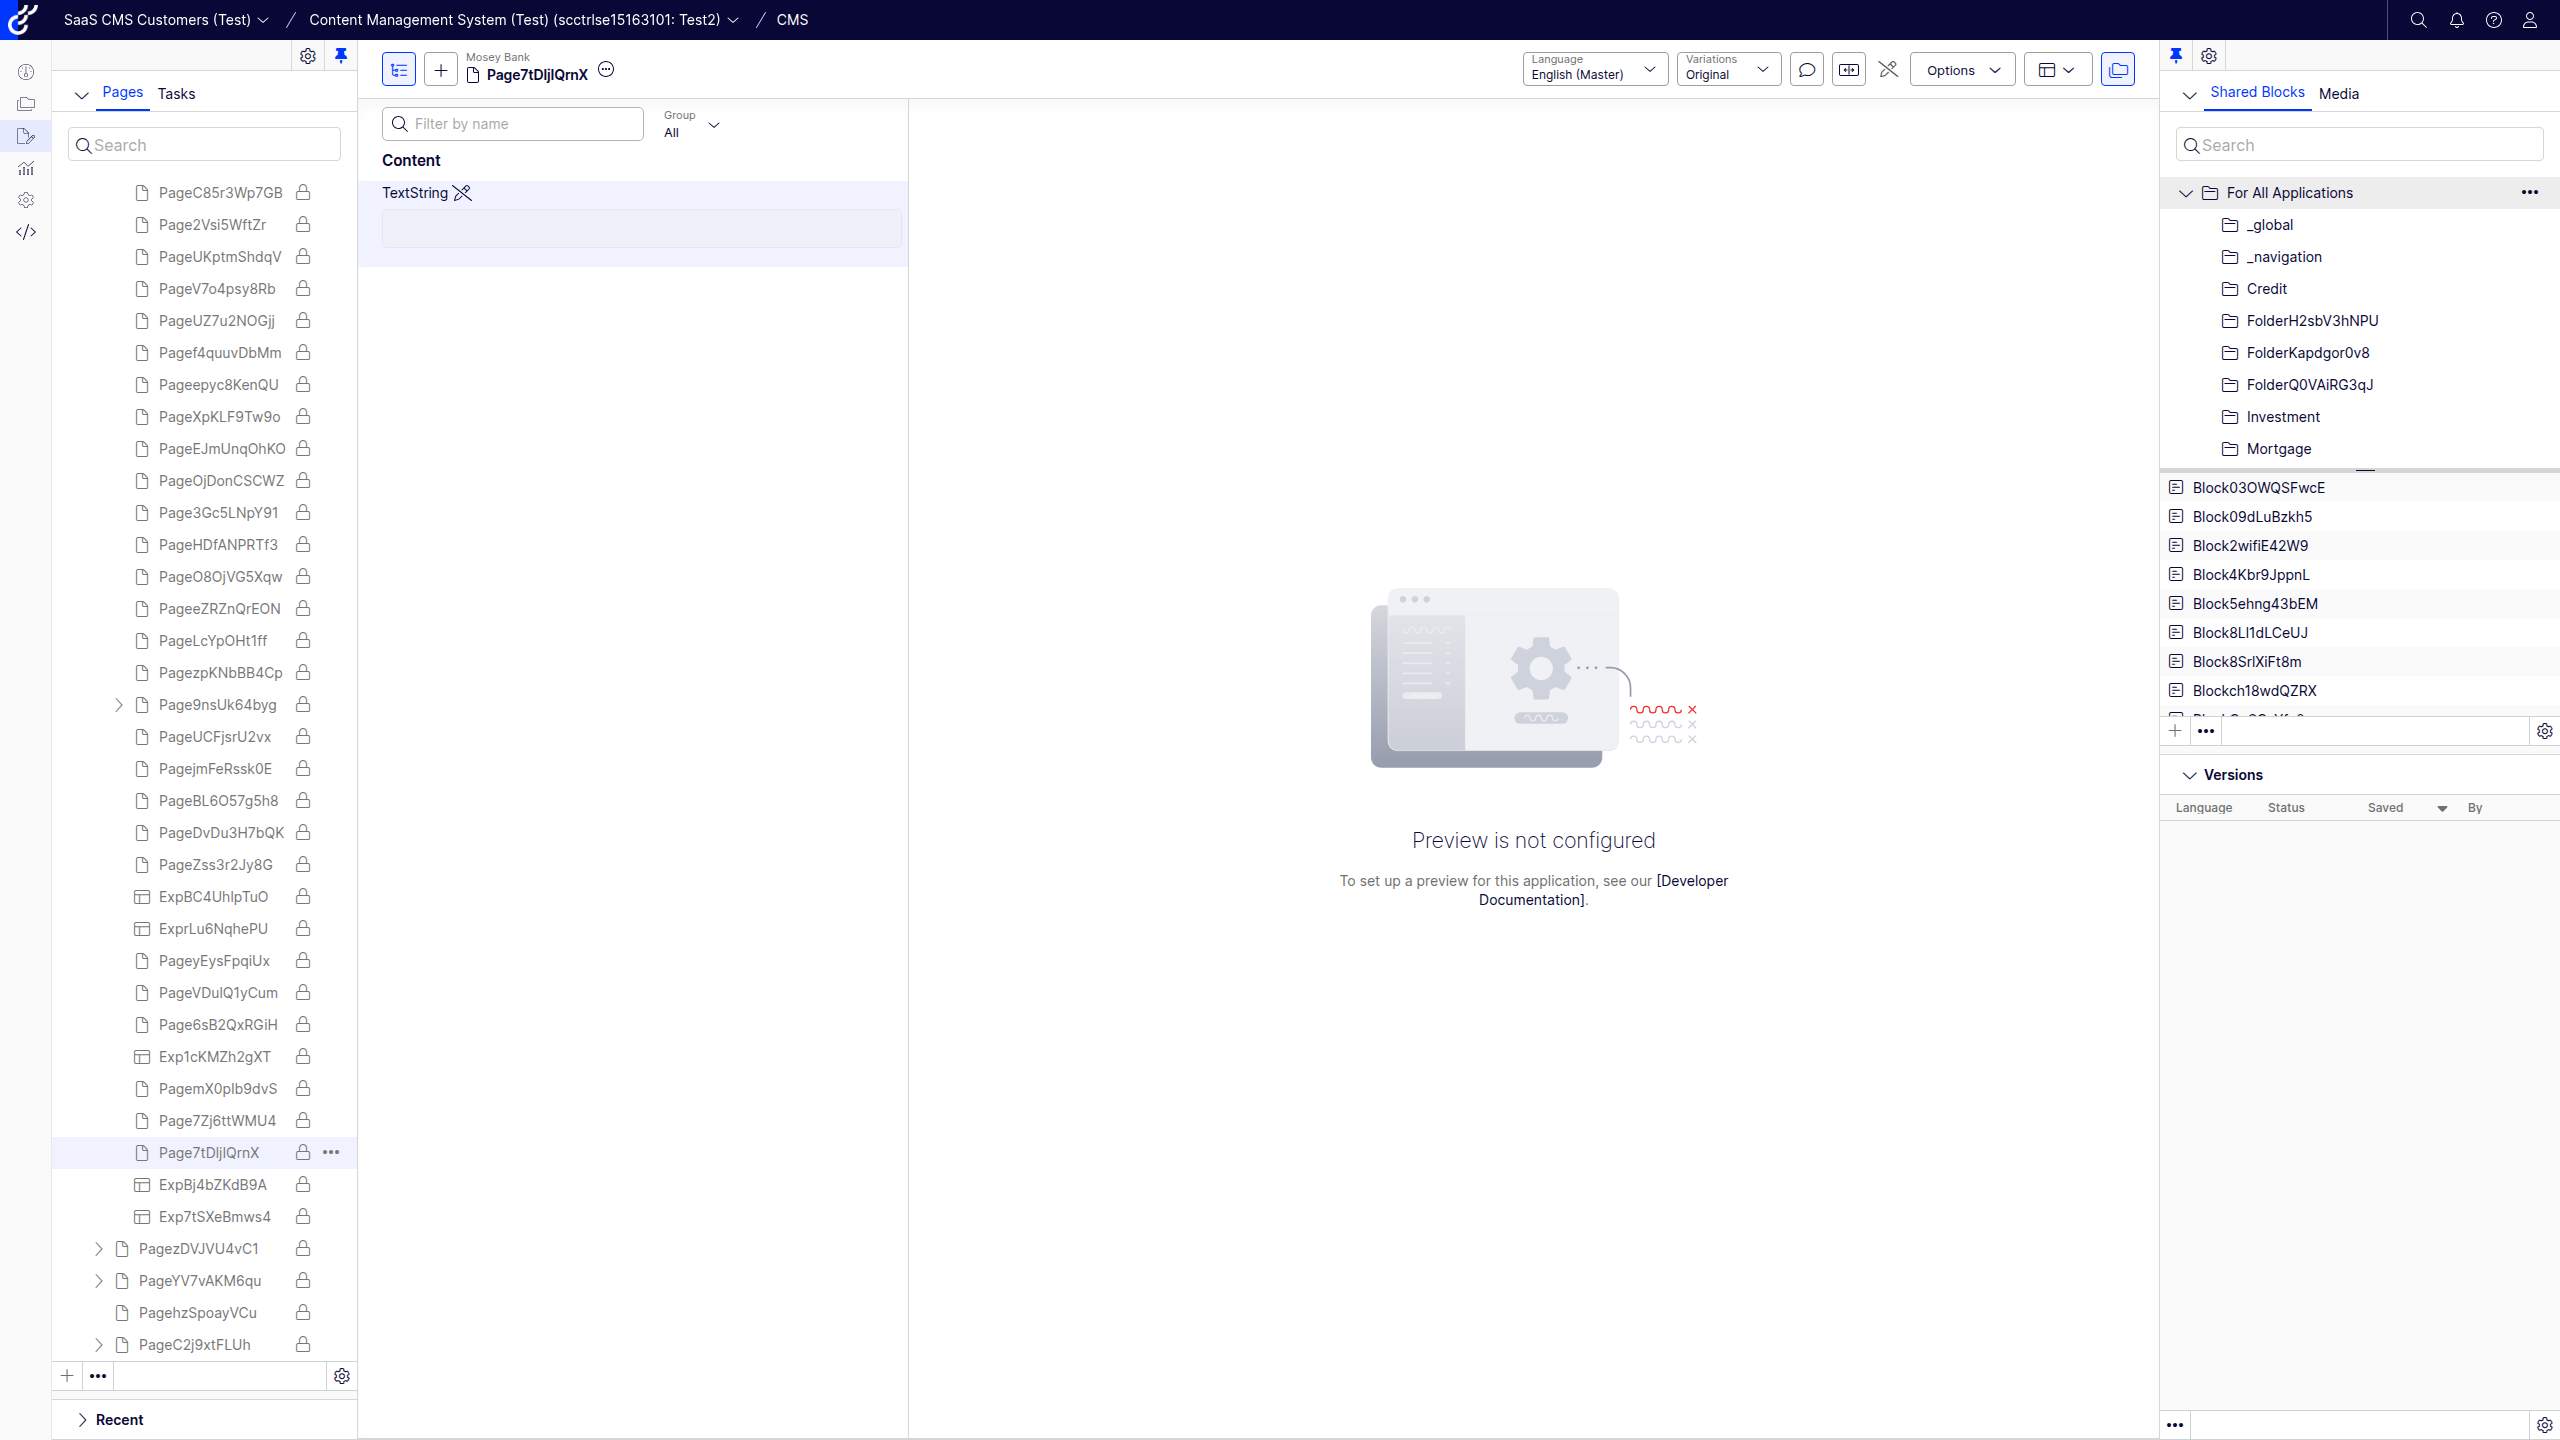 SaaS CMS Customers (Test) / Content Management System (Test) (scctrlse15163101: Test2) / CMS
Pages Tasks
Search
PageC85r3Wp7GB
Page2Vsi5WftZr
PageUKptmShdqV
PageV7o4psy8Rb
PageUZ7u2NOGjj
Pagef4quuvDbMm
Pageepyc8KenQU
PageXpKLF9Tw9o
PageEJmUnqOhKO
PageOjDonCSCWZ
Page3Gc5LNpY91
PageHDfANPRTf3
PageO8OjVG5Xqw
PageeZRZnQrEON
PageLcYpOHt1ff
PagezpKNbBB4Cp
Page9nsUk64byg
PageUCFjsrU2vx
PagejmFeRssk0E
PageBL6O57g5h8
PageDvDu3H7bQK
PageZss3r2Jy8G
ExpBC4UhlpTuO
ExprLu6NqhePU
PageyEysFpqiUx
PageVDulQ1yCum
Page6sB2QxRGiH
Exp1cKMZh2gXT
PagemX0plb9dvS
Page7Zj6ttWMU4
Page7tDljlQrnX
ExpBj4bZKdB9A
Exp7tSXeBmws4
PagezDVJVU4vC1
PageYV7vAKM6qu
PagehzSpoayVCu
PageC2j9xtFLUh
Recent
Mosey Bank
Page7tDljlQrnX
Language
English (Master)
Variations
Original
Options
Filter by name
Group
All
Content
TextString
Preview is not configured
To set up a preview for this application, see our [Developer
Documentation].
Shared Blocks Media
Search
For All Applications
_global
_navigation
Credit
FolderH2sbV3hNPU
FolderKapdgor0v8
FolderQ0VAiRG3qJ
Investment
Mortgage
Block03OWQSFwcE
Block09dLuBzkh5
Block2wifiE42W9
Block4Kbr9JppnL
Block5ehng43bEM
Block8Ll1dLCeUJ
Block8SrlXiFt8m
Blockch18wdQZRX
Versions
Language Status Saved By